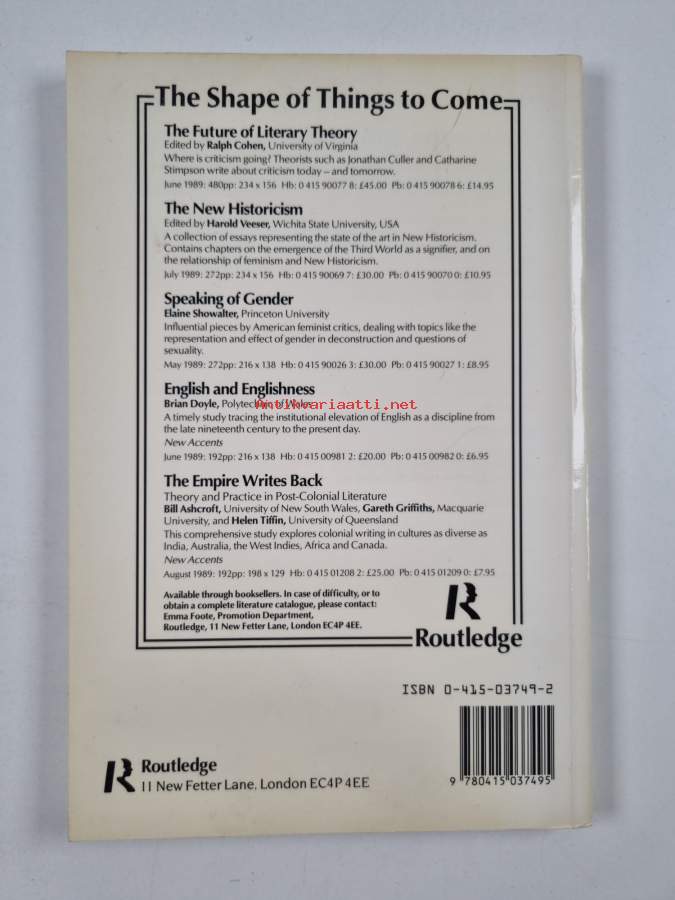 The Shape of Things to Come
The Future of Literary Theory
Edited by Ralph Cohen, University of Virginia
Where is criticism going? Theorists such as Jonathan Culler and Catharine
Stimpson write about criticism today – and tomorrow.
June 1989: 480pp: 234 x 156 Hb: 0 415 90077 8: £45.00 Pb: 0 415 90078 6: £14.95
The New Historicism
Edited by Harold Veeser, Wichita State University, USA
A collection of essays representing the state of the art in New Historicism.
Contains chapters on the emergence of the Third World as a signifier, and on
the relationship of feminism and New Historicism.
July 1989: 272pp: 234 x 156 Hb: 0 415 90069 7: £30.00 Pb: 0 415 90070 0: £10.95
Speaking of Gender
Elaine Showalter, Princeton University
Influential pieces by American feminist critics, dealing with topics like the
representation and effect of gender in deconstruction and questions of
sexuality.
May 1989: 272pp: 216 x 138 Hb: 0 415 90026 3: £30.00 Pb: 0 415 90027 1: £8.95
English and Englishness
Brian Doyle, Polytechnic of Wales
Antikvariaatti.net
A timely study tracing the institutional elevation of English as a discipline from
the late nineteenth century to the present day.
New Accents
June 1989: 192pp: 216 x 138 Hb: 0 415 00981 2: £20.00 Pb: 0 415 00982 0: £6.95
The Empire Writes Back
Theory and Practice in Post-Colonial Literature
Bill Ashcroft, University of New South Wales, Gareth Griffiths, Macquarie
University, and Helen Tiffin, University of Queensland
This comprehensive study explores colonial writing in cultures as diverse as
India, Australia, the West Indies, Africa and Canada.
New Accents
August 1989: 192pp: 198 x 129 Hb: 0 415 01208 2: £25.00 Pb: 0 415 01209 0: £7.95
Available through booksellers. In case of difficulty, or to
obtain a complete literature catalogue, please contact:
Emma Foote, Promotion Department,
Routledge, 11 New Fetter Lane, London EC4P 4EE.
Routledge
ISBN 0-415-03749-2
9 780415 037495
Routledge
11 New Fetter Lane, London EC4P 4EE